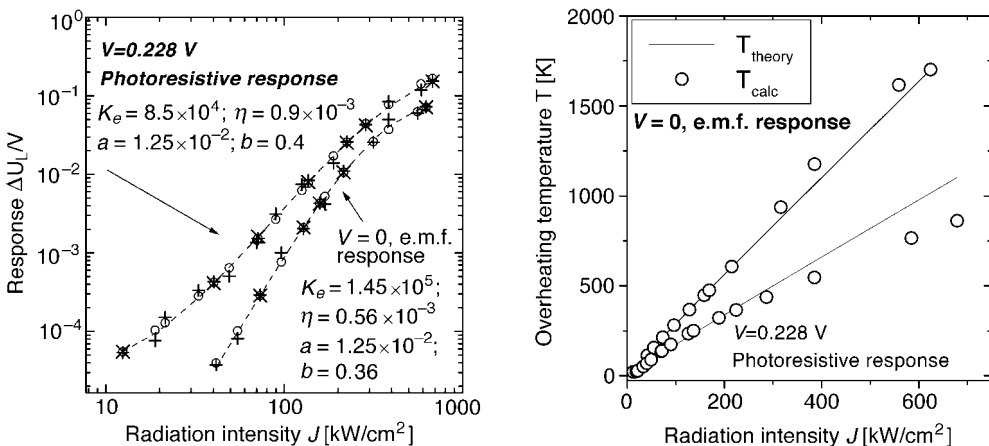 Response ΔU_L/V
10^0
10^-1
10^-2
10^-3
10^-4
V=0.228 V
Photoresistive response
K_e = 8.5×10^4; η = 0.9×10^-3
a = 1.25×10^-2; b = 0.4
V = 0, e.m.f.
response
K_e = 1.45×10^5;
η = 0.56×10^-3
a = 1.25×10^-2;
b = 0.36
10 100 1000
Radiation intensity J [kW/cm^2]
Overheating temperature T [K]
2000
1750
1500
1250
1000
750
500
250
0
T_theory
T_calc
V = 0, e.m.f. response
V=0.228 V
Photoresistive response
0 200 400 600
Radiation intensity J [kW/cm^2]